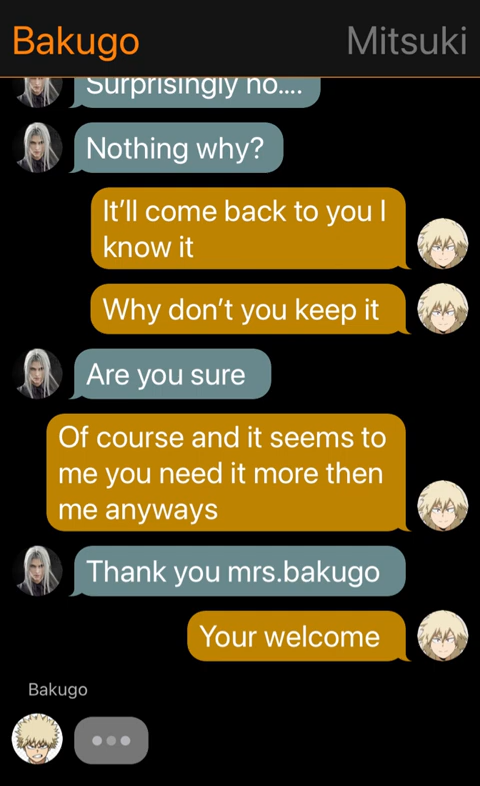 Bakugo Mitsuki
Surprisingly no....
Nothing why?
It'll come back to you I
know it
Why don't you keep it
Are you sure
Of course and it seems to
me you need it more then
me anyways
Thank you mrs.bakugo
Your welcome
Bakugo